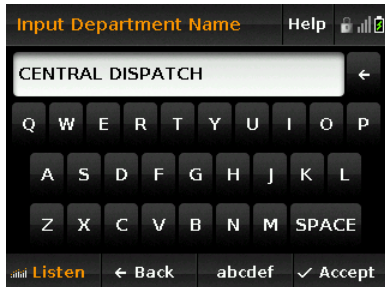 Input Department Name Help
CENTRAL DISPATCH ←
Q W E R T Y U I O P
A S D F G H J K L
Z X C V B N M SPACE
Listen ← Back abcdef ✓ Accept